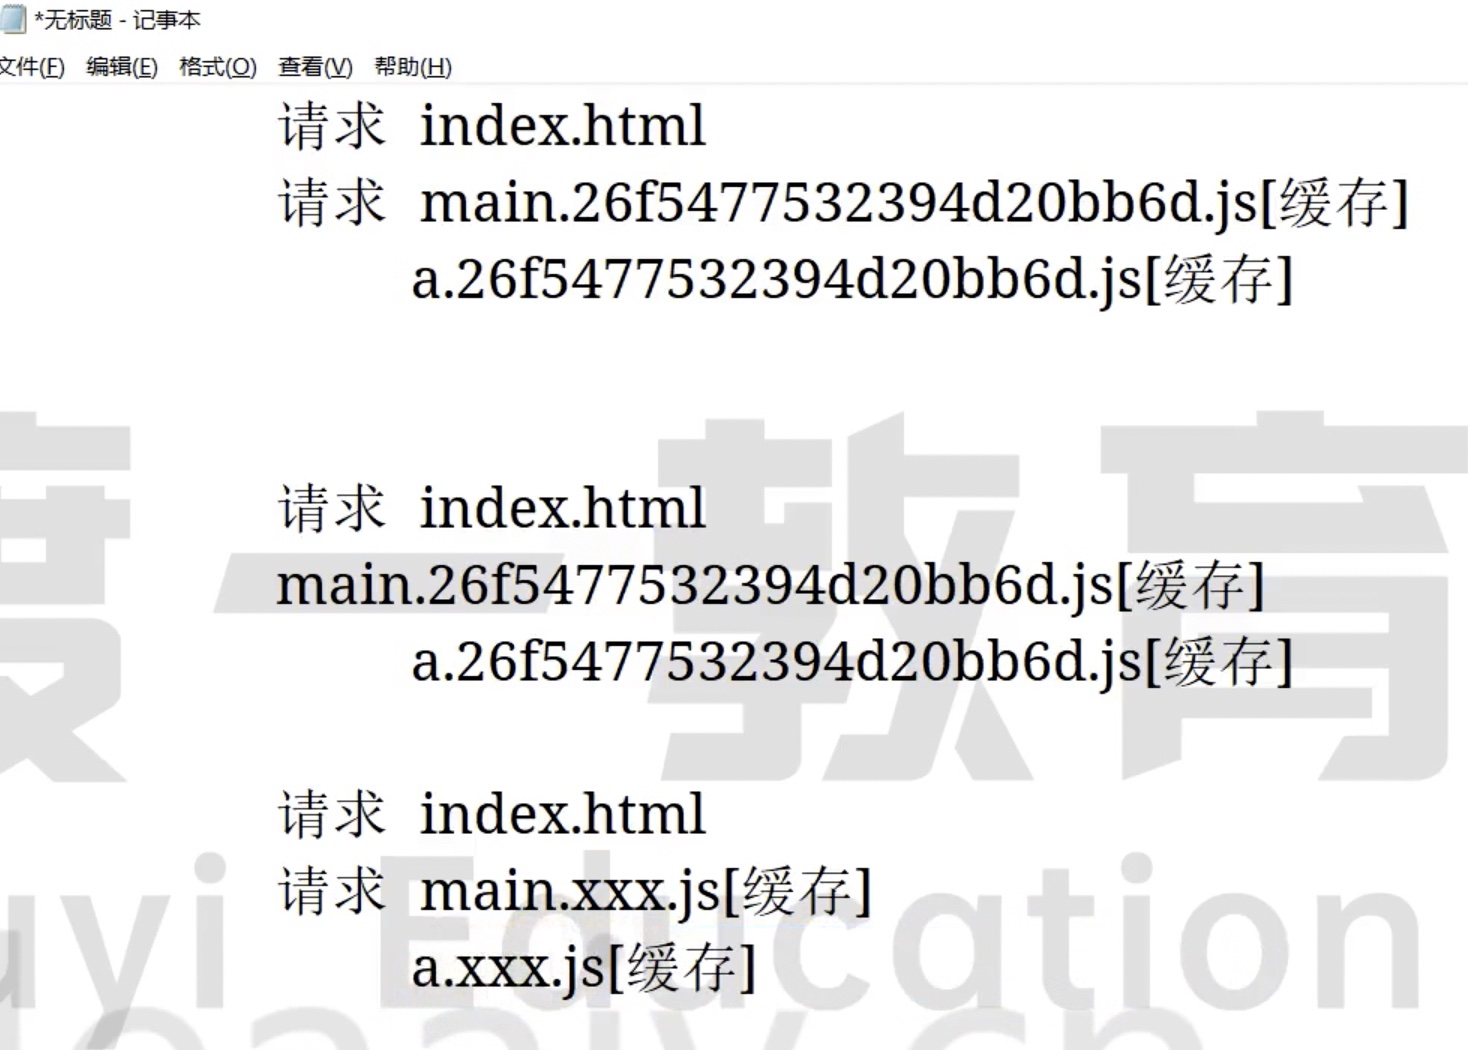 *无标题 - 记事本
文件(F) 编辑(E) 格式(O) 查看(V) 帮助(H)
请求 index.html
请求 main.26f5477532394d20bb6d.js[缓存]
a.26f5477532394d20bb6d.js[缓存]
请求 index.html
main.26f5477532394d20bb6d.js[缓存]
a.26f5477532394d20bb6d.js[缓存]
请求 index.html
请求 main.xxx.js[缓存]
a.xxx.js[缓存]
度一教育
uyi Education